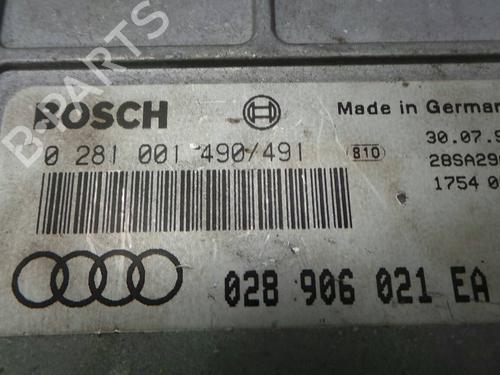 B-PARTS
BOSCH
Made in German
0 281 001 490/491
810
30.07.9
28SA29
1754 0
028 906 021 EA